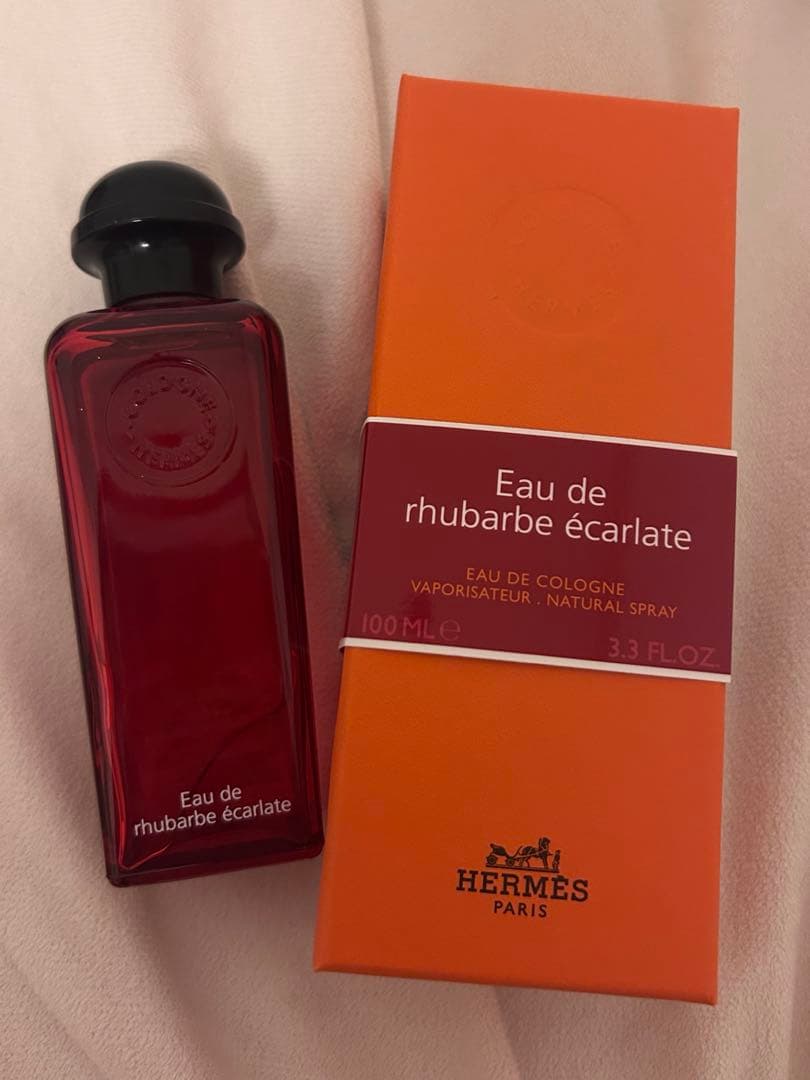 COLOGNE
HERMÈS
Eau de
rhubarbe écarlate
Eau de
rhubarbe écarlate
EAU DE COLOGNE
VAPORISATEUR . NATURAL SPRAY
100 ML e
3.3 FL.OZ.
HERMÈS
PARIS